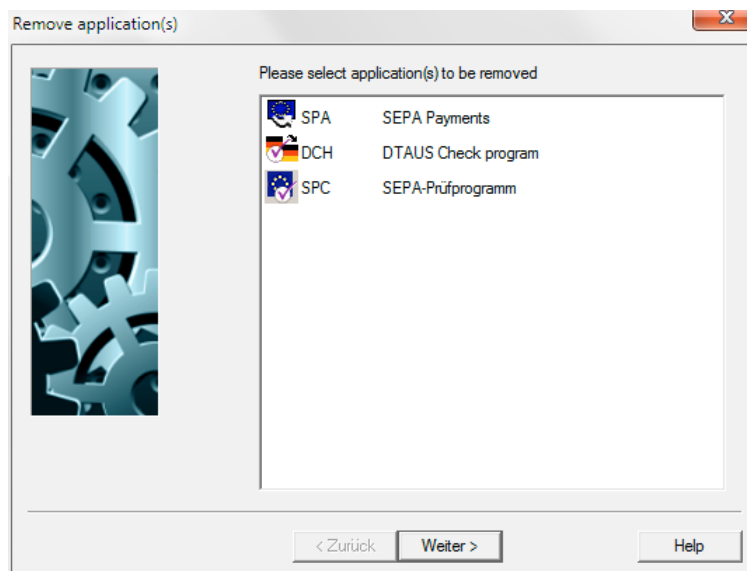 Remove application(s)
Please select application(s) to be removed
SPA SEPA Payments
DCH DTAUS Check program
SPC SEPA-Prüfprogramm
< Zurück Weiter > Help